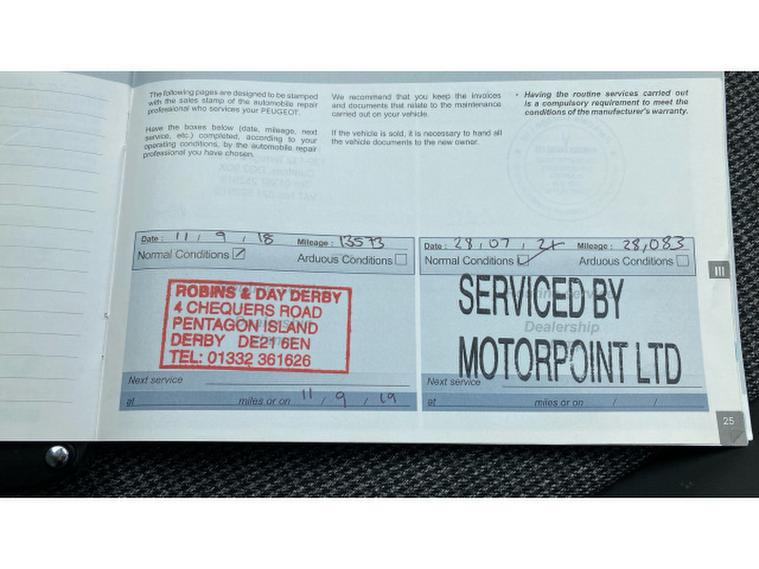 The following pages are designed to be stamped
with the sales stamp of the automobile repair
professional who services your PEUGEOT.
Have the boxes below (date, mileage, next
service, etc.) completed, according to your
operating conditions, by the automobile repair
professional you have chosen.
We recommend that you keep the invoices
and documents that relate to the maintenance
carried out on your vehicle.
If the vehicle is sold, it is necessary to hand all
the vehicle documents to the new owner.
• Having the routine services carried out
is a compulsory requirement to meet the
conditions of the manufacturer's warranty.
Date: 11 / 9 / 18 Mileage: 13573
Normal Conditions ☑ Arduous Conditions ☐
ROBINS & DAY DERBY
4 CHEQUERS ROAD
PENTAGON ISLAND
DERBY DE21 6EN
TEL: 01332 361626
Next service
at miles or on 11 / 9 / 19
Date: 28 / 07 / 21 Mileage: 28,083
Normal Conditions ☑ Arduous Conditions ☐
SERVICED BY
Dealership
MOTORPOINT LTD
Next service
at miles or on / /
III
25